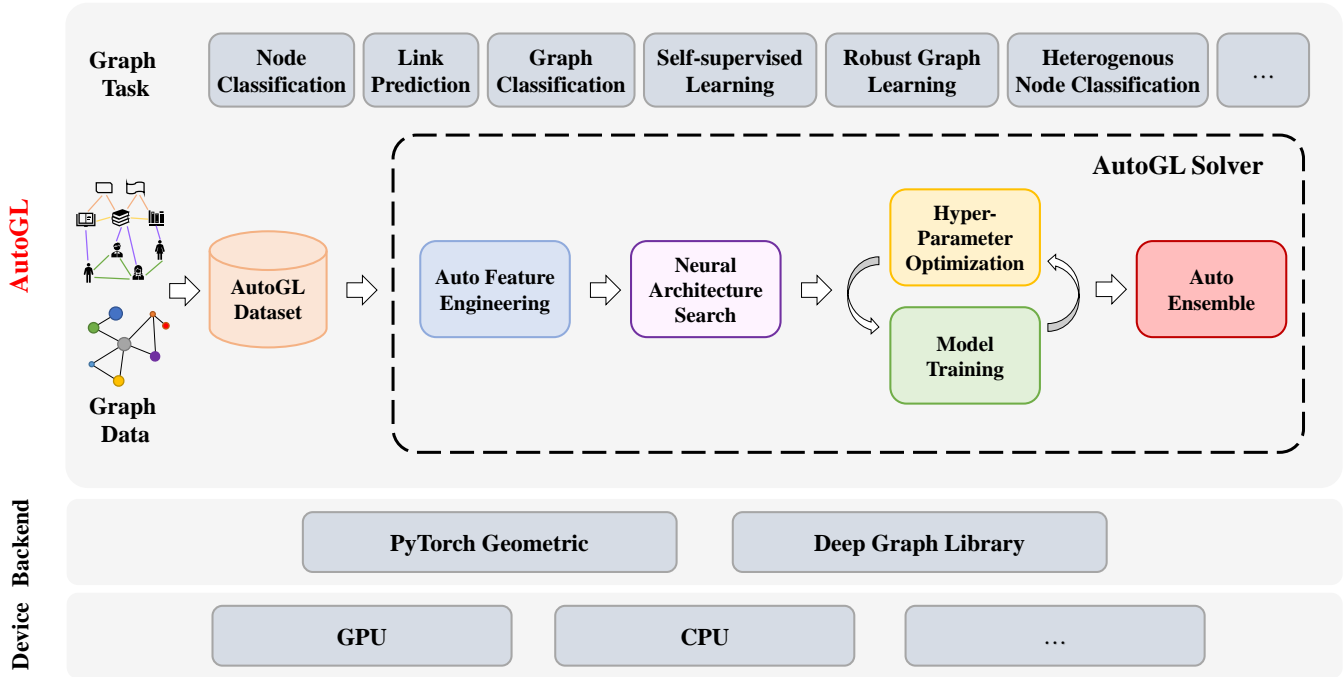 Graph
Task
Node
Classification
Link
Prediction
Graph
Classification
Self-supervised
Learning
Robust Graph
Learning
Heterogenous
Node Classification
…
AutoGL
AutoGL Solver
Graph
Data
AutoGL
Dataset
Auto Feature
Engineering
Neural
Architecture
Search
Hyper-
Parameter
Optimization
Model
Training
Auto
Ensemble
Backend
PyTorch Geometric
Deep Graph Library
Device
GPU
CPU
…